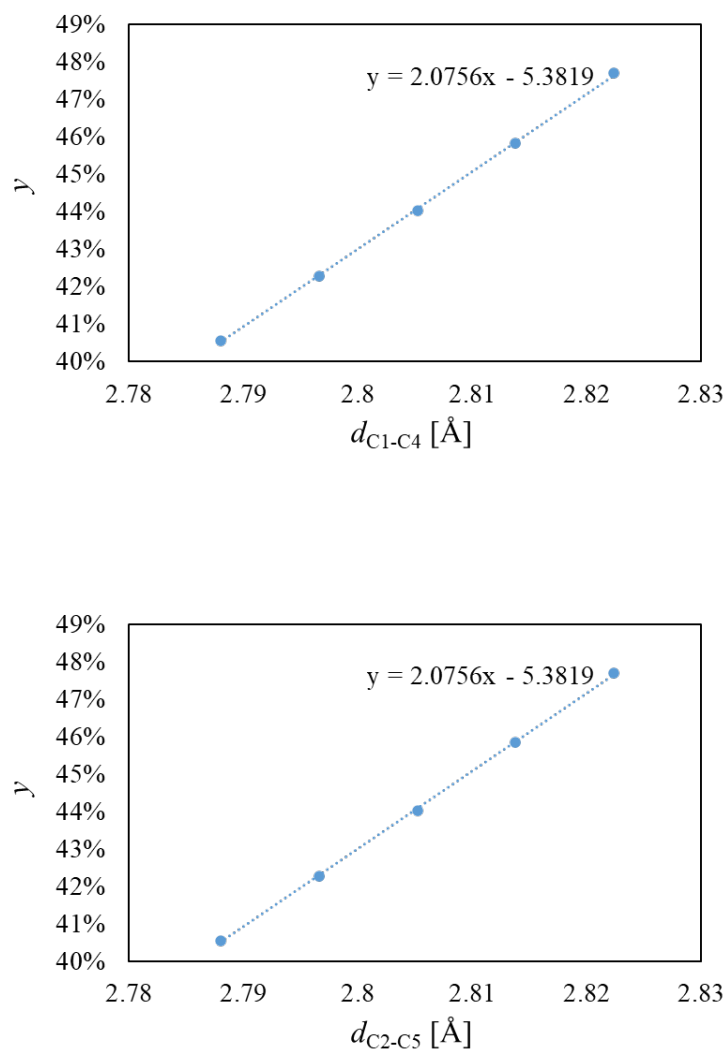 49%
48%
y = 2.0756x - 5.3819
47%
46%
45%
y
44%
43%
42%
41%
40%
2.78 2.79 2.8 2.81 2.82 2.83
dC1-C4 [Å]
49%
48%
y = 2.0756x - 5.3819
47%
46%
45%
y
44%
43%
42%
41%
40%
2.78 2.79 2.8 2.81 2.82 2.83
dC2-C5 [Å]